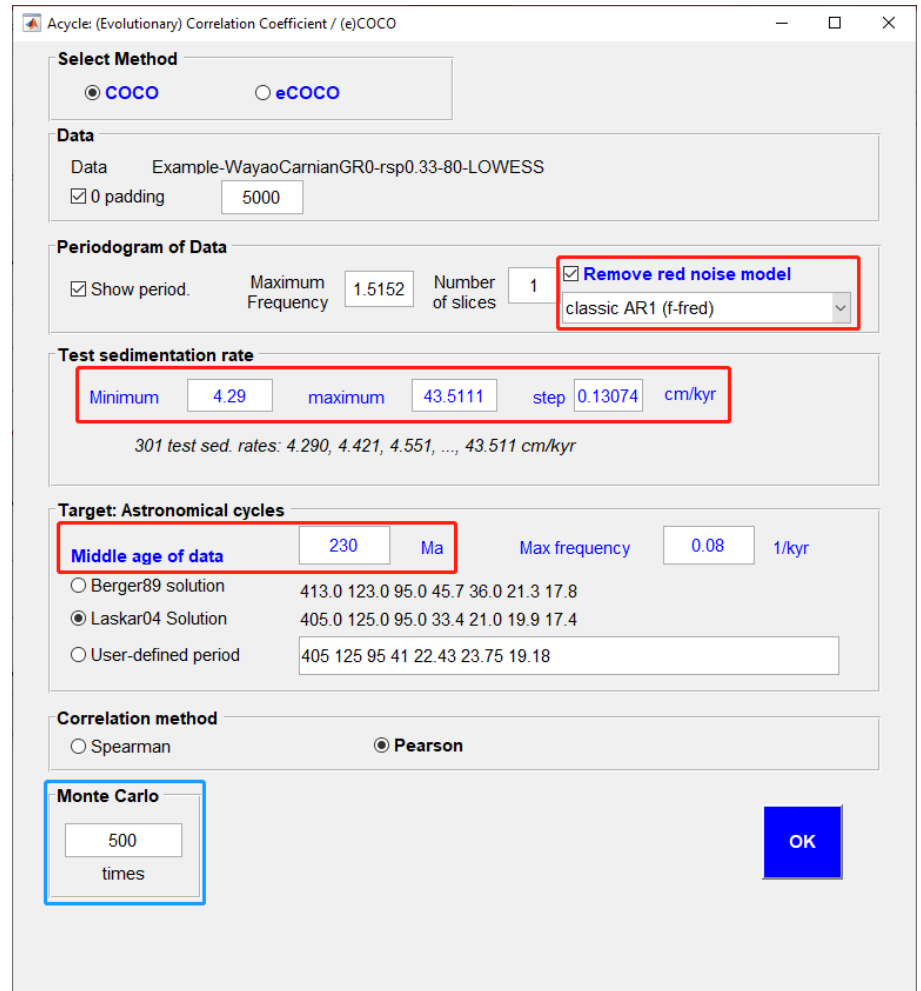 Acycle: (Evolutionary) Correlation Coefficient / (e)COCO
Select Method
COCO eCOCO
Data
Data Example-WayaoCarnianGR0-rsp0.33-80-LOWESS
0 padding 5000
Periodogram of Data
Show period. Maximum Frequency 1.5152 Number of slices 1
Remove red noise model
classic AR1 (f-fred)
Test sedimentation rate
Minimum 4.29 maximum 43.5111 step 0.13074 cm/kyr
301 test sed. rates: 4.290, 4.421, 4.551, ..., 43.511 cm/kyr
Target: Astronomical cycles
Middle age of data 230 Ma Max frequency 0.08 1/kyr
Berger89 solution 413.0 123.0 95.0 45.7 36.0 21.3 17.8
Laskar04 Solution 405.0 125.0 95.0 33.4 21.0 19.9 17.4
User-defined period 405 125 95 41 22.43 23.75 19.18
Correlation method
Spearman Pearson
Monte Carlo
500
times
OK